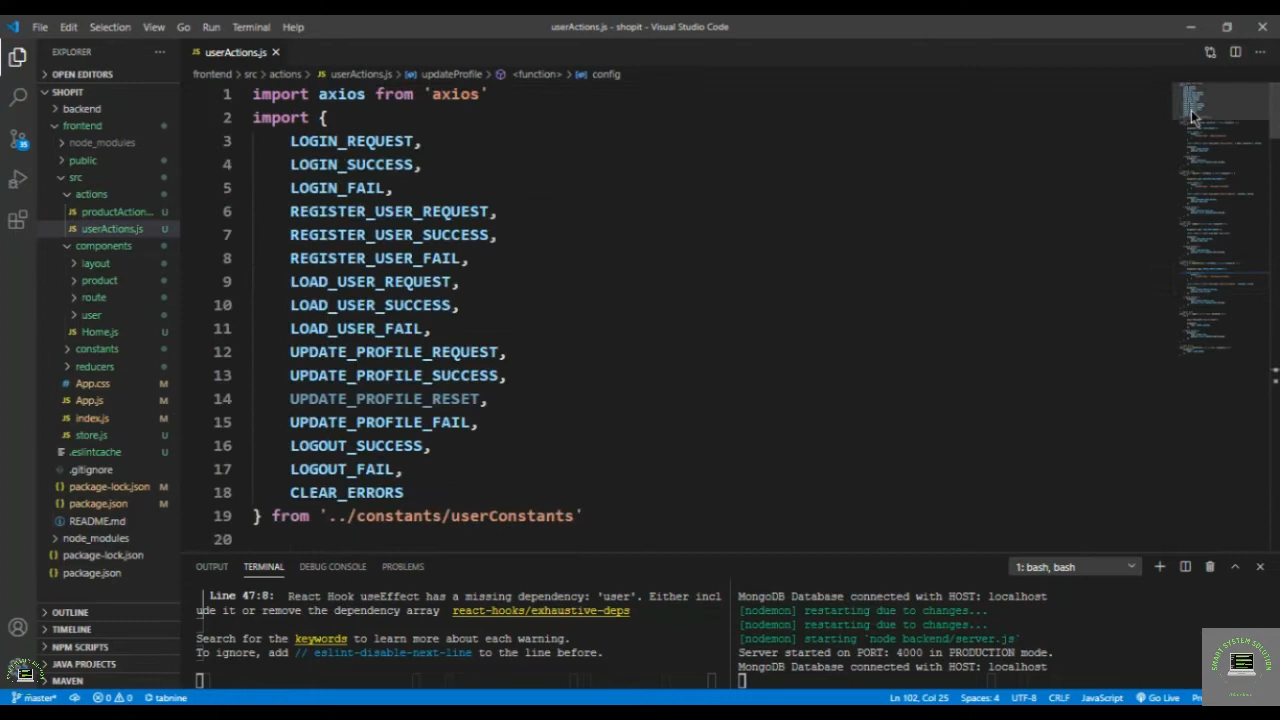 File Edit Selection View Go Run Terminal Help
userActions.js - shopit - Visual Studio Code
EXPLORER
OPEN EDITORS
SHOPIT
backend
frontend
node_modules
public
src
actions
productAction... U
userActions.js U
components
layout
product
route
user
Home.js U
constants
reducers
App.css M
App.js M
index.js M
store.js U
.eslintcache U
.gitignore
package-lock.json M
package.json M
README.md
node_modules
package-lock.json
package.json
OUTLINE
TIMELINE
NPM SCRIPTS
JAVA PROJECTS
MAVEN
JS userActions.js
frontend > src > actions > JS userActions.js > updateProfile > <function> > config
1 import axios from 'axios'
2 import {
3 LOGIN_REQUEST,
4 LOGIN_SUCCESS,
5 LOGIN_FAIL,
6 REGISTER_USER_REQUEST,
7 REGISTER_USER_SUCCESS,
8 REGISTER_USER_FAIL,
9 LOAD_USER_REQUEST,
10 LOAD_USER_SUCCESS,
11 LOAD_USER_FAIL,
12 UPDATE_PROFILE_REQUEST,
13 UPDATE_PROFILE_SUCCESS,
14 UPDATE_PROFILE_RESET,
15 UPDATE_PROFILE_FAIL,
16 LOGOUT_SUCCESS,
17 LOGOUT_FAIL,
18 CLEAR_ERRORS
19 } from '../constants/userConstants'
20
OUTPUT TERMINAL DEBUG CONSOLE PROBLEMS
1: bash, bash
Line 47:8: React Hook useEffect has a missing dependency: 'user'. Either incl
ude it or remove the dependency array react-hooks/exhaustive-deps
Search for the keywords to learn more about each warning.
To ignore, add // eslint-disable-next-line to the line before.
MongoDB Database connected with HOST: localhost
[nodemon] restarting due to changes...
[nodemon] restarting due to changes...
[nodemon] starting `node backend/server.js`
Server started on PORT: 4000 in PRODUCTION mode.
MongoDB Database connected with HOST: localhost
SMART SYSTEM SOLUTION
master* 0 0 tabnine
Ln 102, Col 25 Spaces: 4 UTF-8 CRLF JavaScript Go Live